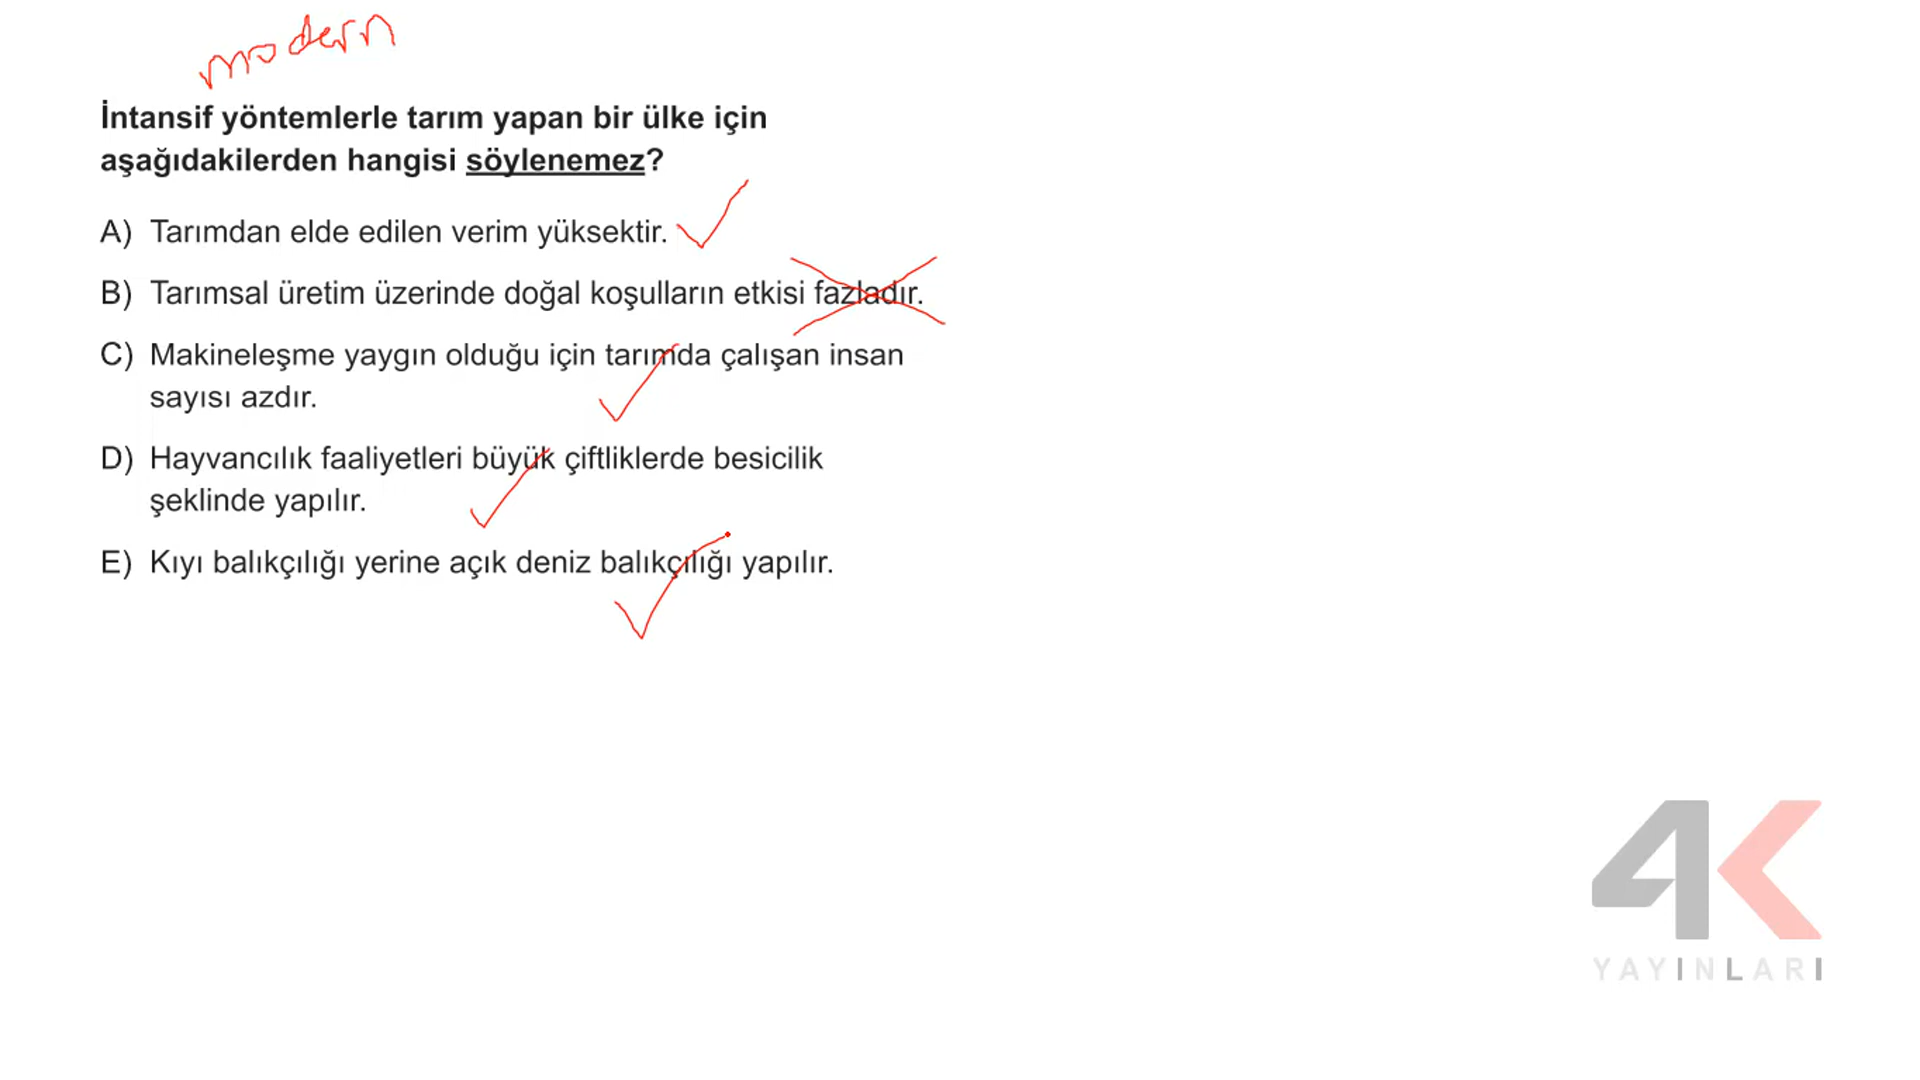 modern
İntansif yöntemlerle tarım yapan bir ülke için
aşağıdakilerden hangisi söylenemez?
A) Tarımdan elde edilen verim yüksektir.
B) Tarımsal üretim üzerinde doğal koşulların etkisi fazladır.
C) Makineleşme yaygın olduğu için tarımda çalışan insan
sayısı azdır.
D) Hayvancılık faaliyetleri büyük çiftliklerde besicilik
şeklinde yapılır.
E) Kıyı balıkçılığı yerine açık deniz balıkçılığı yapılır.
4K
YAYINLARI